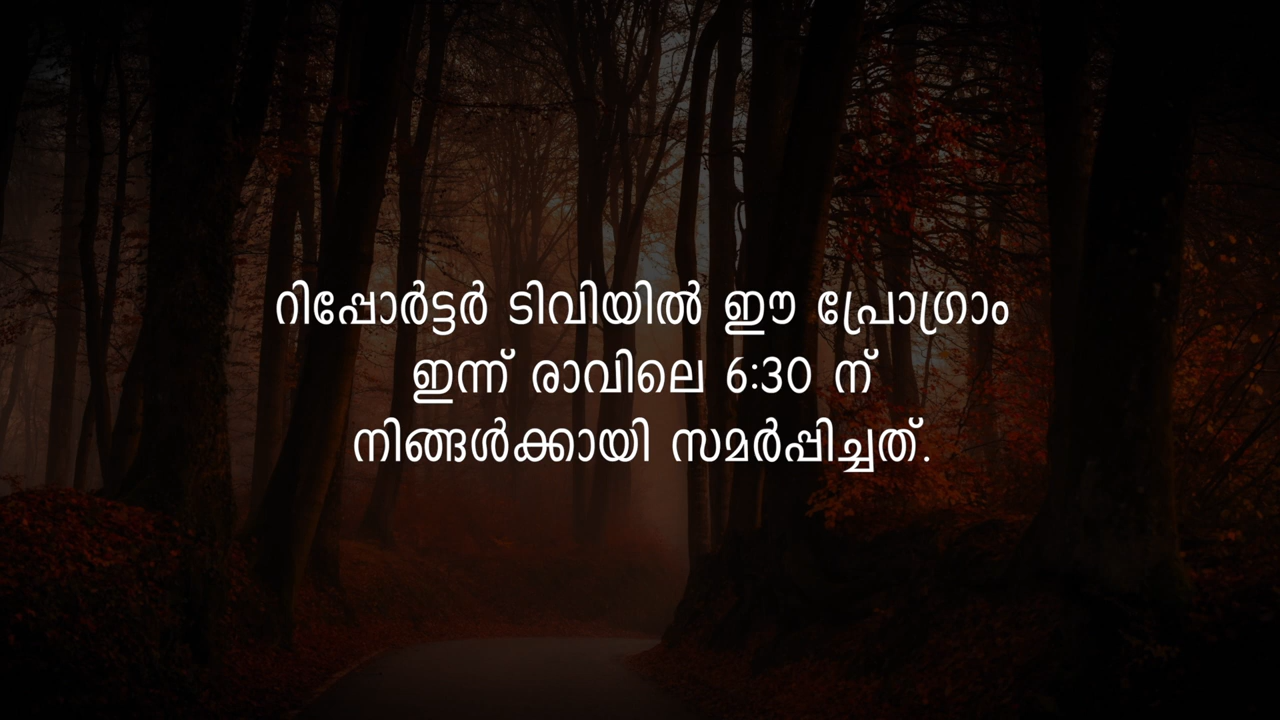 റിപ്പോർട്ടർ ടിവിയിൽ ഈ പ്രോഗ്രാം
ഇന്ന് രാവിലെ 6:30 ന്
നിങ്ങൾക്കായി സമർപ്പിച്ചത്.